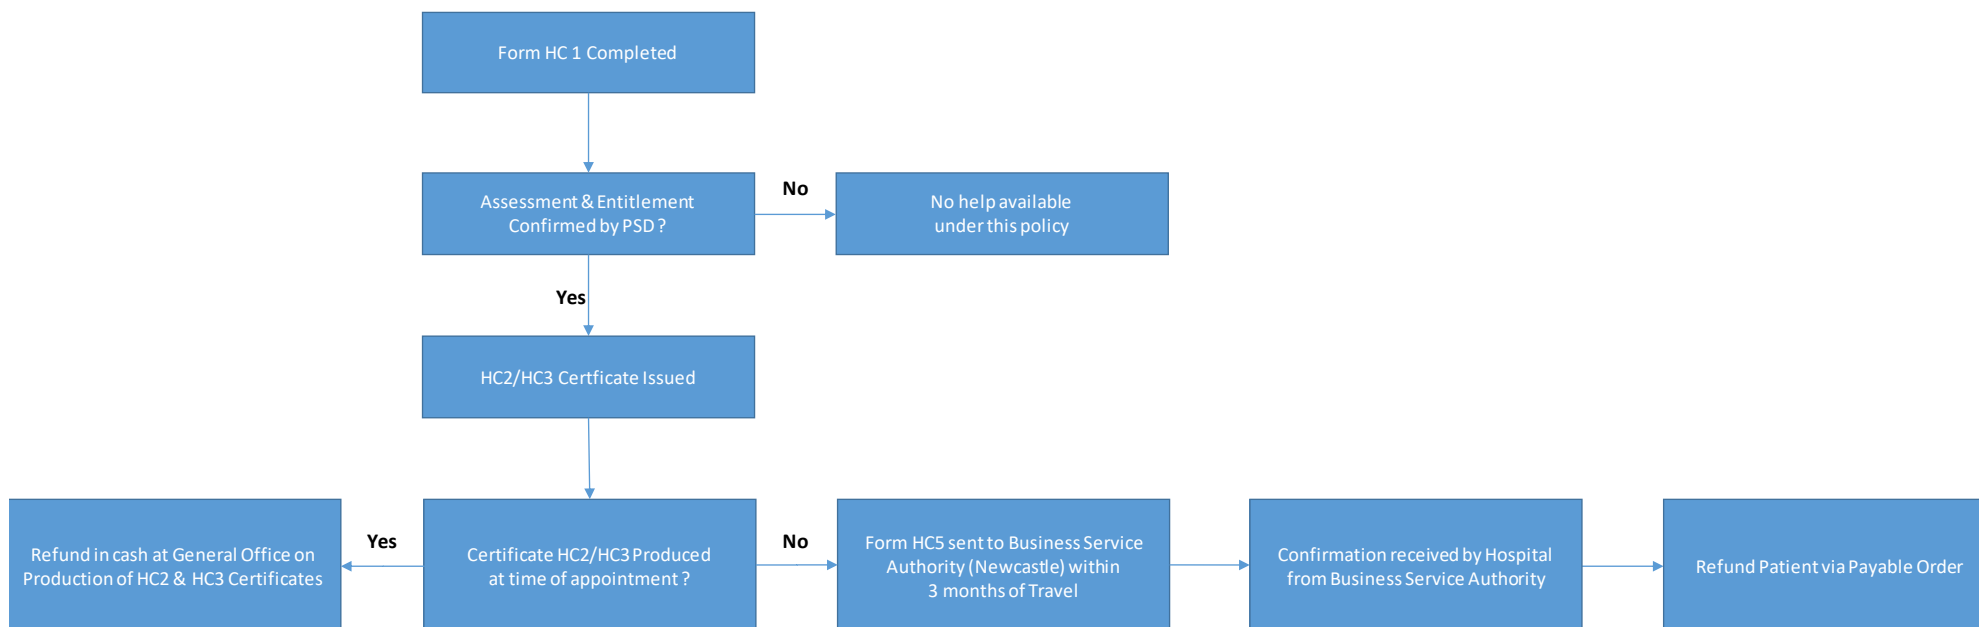 Form HC 1 Completed
Assessment & Entitlement
Confirmed by PSD ?
No
No help available
under this policy
Yes
HC2/HC3 Certficate Issued
Refund in cash at General Office on
Production of HC2 & HC3 Certificates
Yes
Certificate HC2/HC3 Produced
at time of appointment ?
No
Form HC5 sent to Business Service
Authority (Newcastle) within
3 months of Travel
Confirmation received by Hospital
from Business Service Authority
Refund Patient via Payable Order